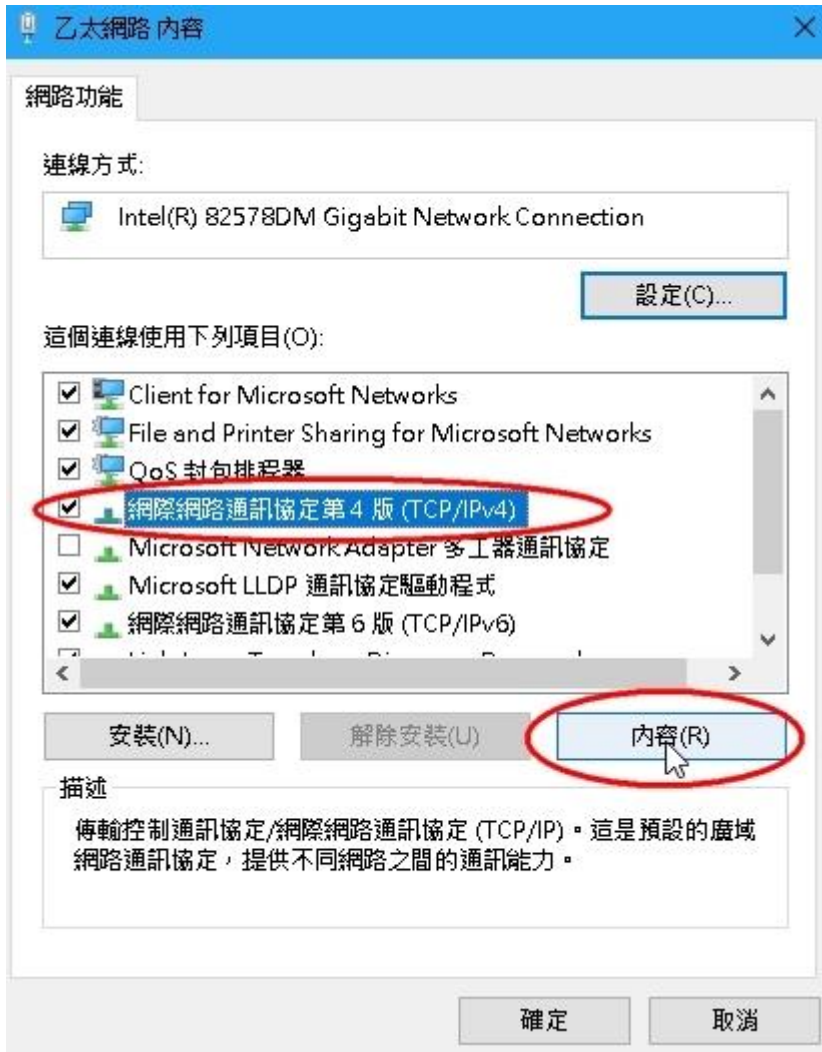 乙太網路 內容
網路功能
連線方式:
Intel(R) 82578DM Gigabit Network Connection
設定(C)...
這個連線使用下列項目(O):
Client for Microsoft Networks
File and Printer Sharing for Microsoft Networks
QoS 封包排程器
網際網路通訊協定第 4 版 (TCP/IPv4)
Microsoft Network Adapter 多工器通訊協定
Microsoft LLDP 通訊協定驅動程式
網際網路通訊協定第 6 版 (TCP/IPv6)
安裝(N)...
解除安裝(U)
內容(R)
描述
傳輸控制通訊協定/網際網路通訊協定 (TCP/IP)。這是預設的廣域
網路通訊協定，提供不同網路之間的通訊能力。
確定
取消